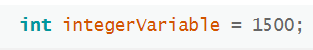 int integerVariable = 1500;